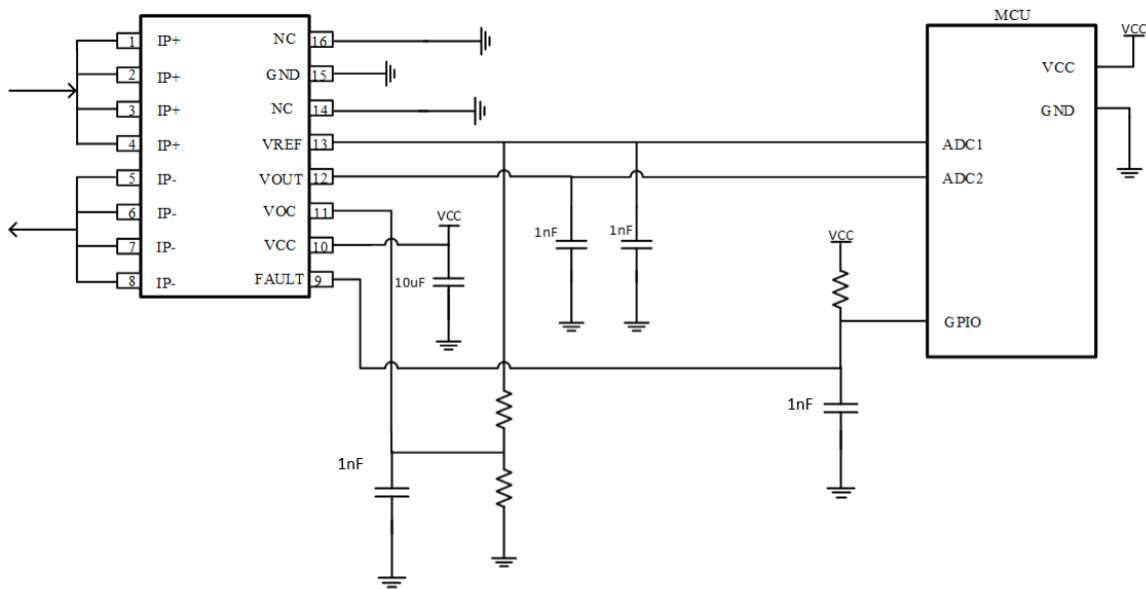 MCU
1 IP+ NC 16
2 IP+ GND 15
3 IP+ NC 14
4 IP+ VREF 13
5 IP- VOUT 12
6 IP- VOC 11
7 IP- VCC 10
8 IP- FAULT 9
VCC
10uF
1nF
1nF
1nF
VCC
1nF
VCC
GND
ADC1
ADC2
GPIO
VCC